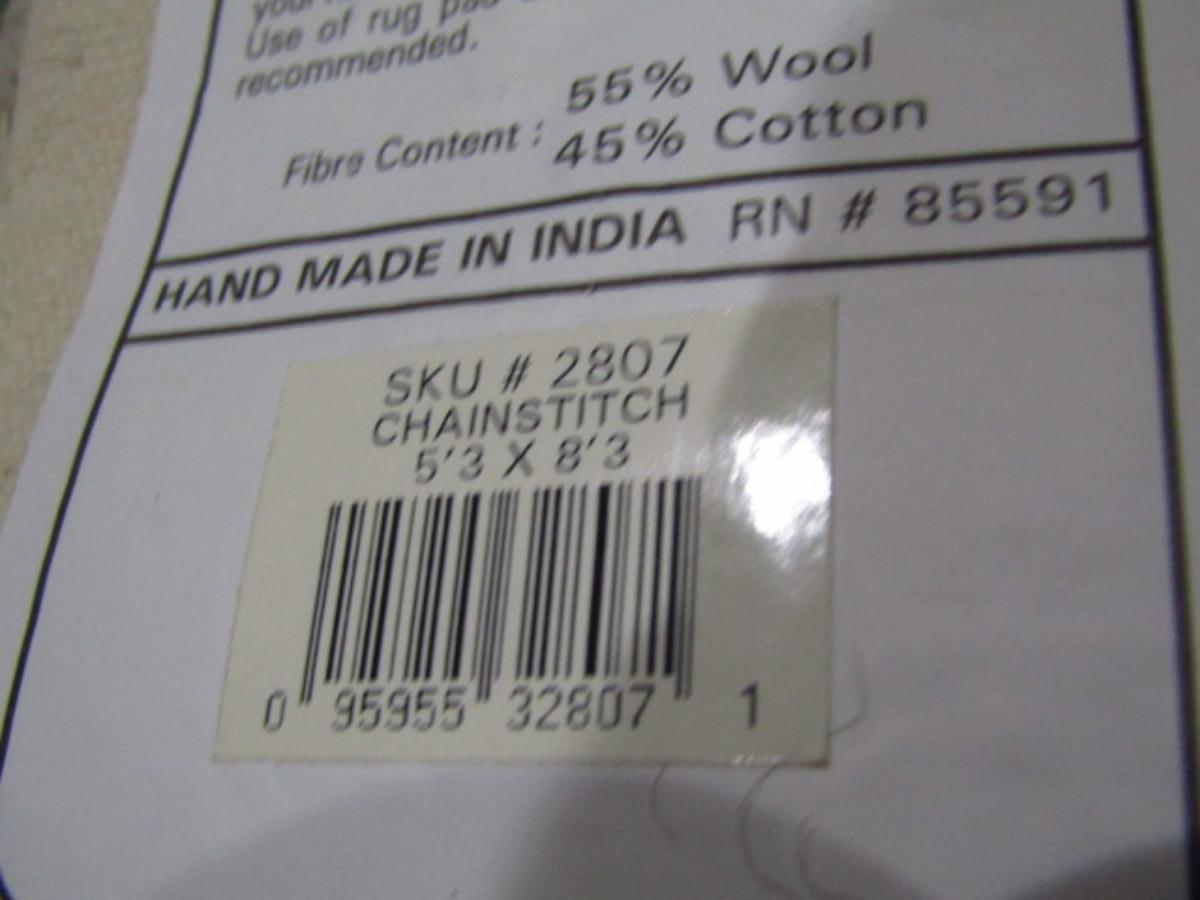 Use of rug pad
recommended.
Fibre Content : 55% Wool
45% Cotton
HAND MADE IN INDIA RN # 85591
SKU # 2807
CHAINSTITCH
5'3 X 8'3
0 95955 32807 1